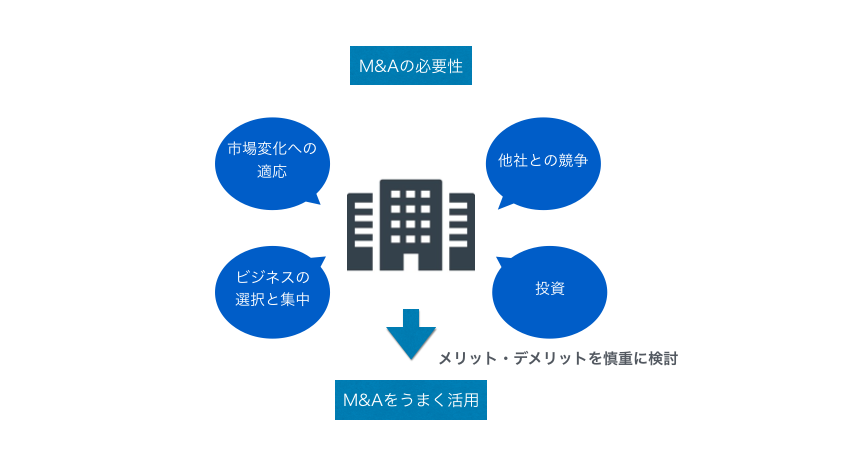 M&Aの必要性
市場変化への
適応
他社との競争
ビジネスの
選択と集中
投資
メリット・デメリットを慎重に検討
M&Aをうまく活用